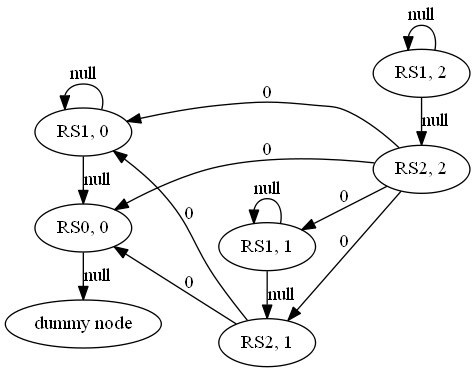 null
RS1, 2
null
0
null
RS1, 0
null
0
RS2, 2
null
0
RS0, 0
0
RS1, 1
0
null
0
null
dummy node
RS2, 1